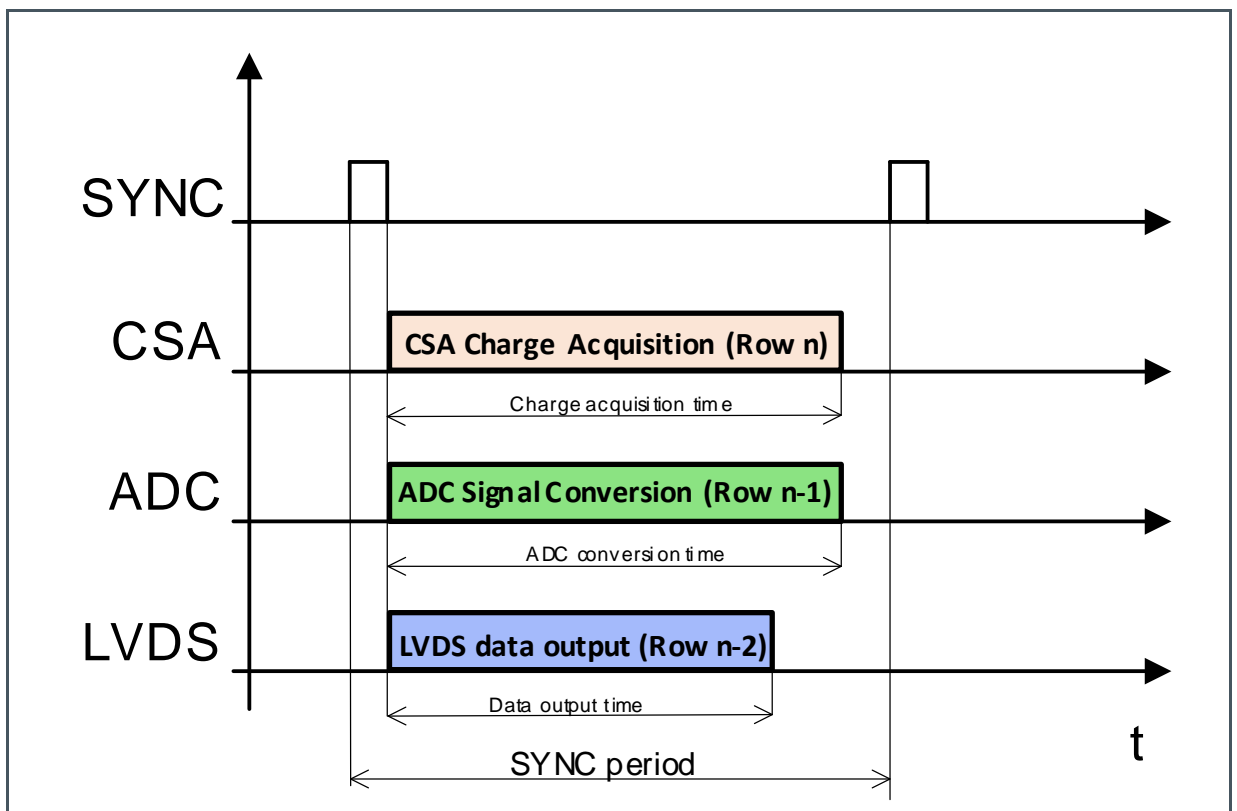 SYNC
CSA
CSA Charge Acquisition (Row n)
Charge acquisition time
ADC
ADC Signal Conversion (Row n-1)
ADC conversion time
LVDS
LVDS data output (Row n-2)
Data output time
t
SYNC period